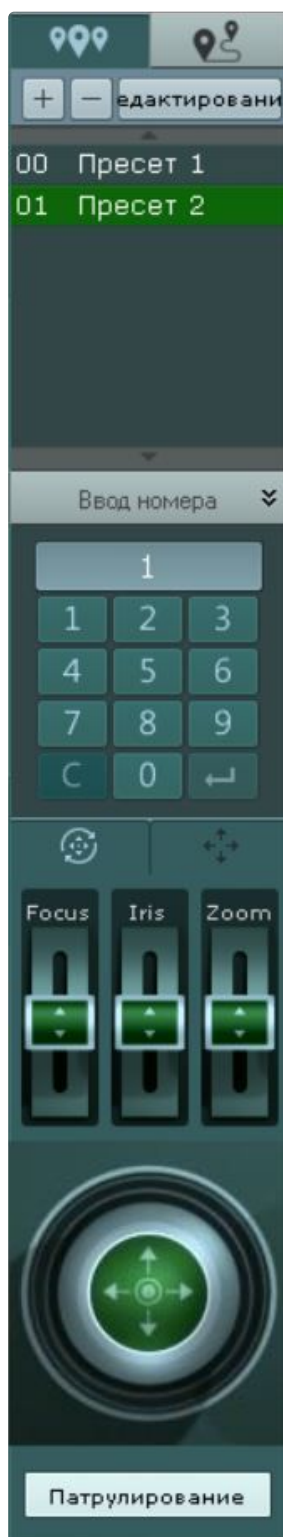 + - едактировани
00 Пресет 1
01 Пресет 2
Ввод номера
1
1 2 3
4 5 6
7 8 9
C 0
Focus Iris Zoom
Патрулирование